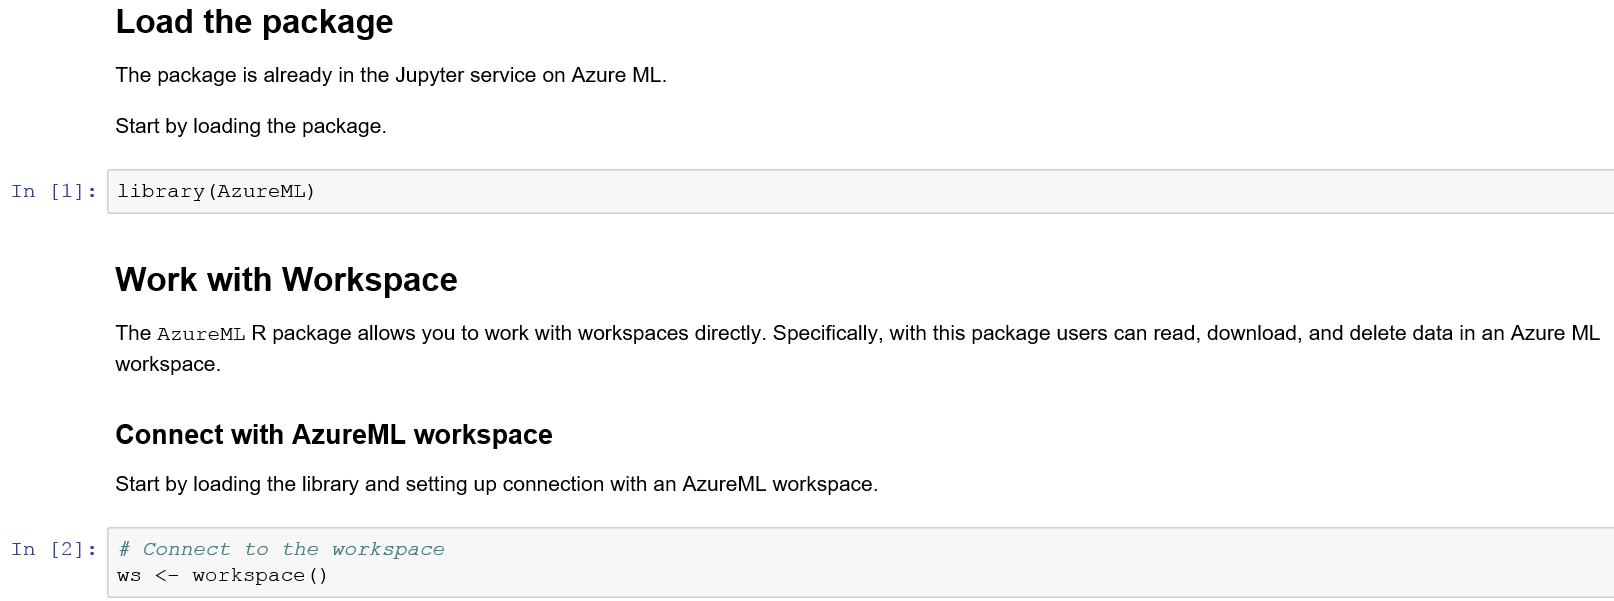 Load the package
The package is already in the Jupyter service on Azure ML.
Start by loading the package.
In [1]: library(AzureML)
Work with Workspace
The AzureML R package allows you to work with workspaces directly. Specifically, with this package users can read, download, and delete data in an Azure ML
workspace.
Connect with AzureML workspace
Start by loading the library and setting up connection with an AzureML workspace.
In [2]: # Connect to the workspace
ws <- workspace()